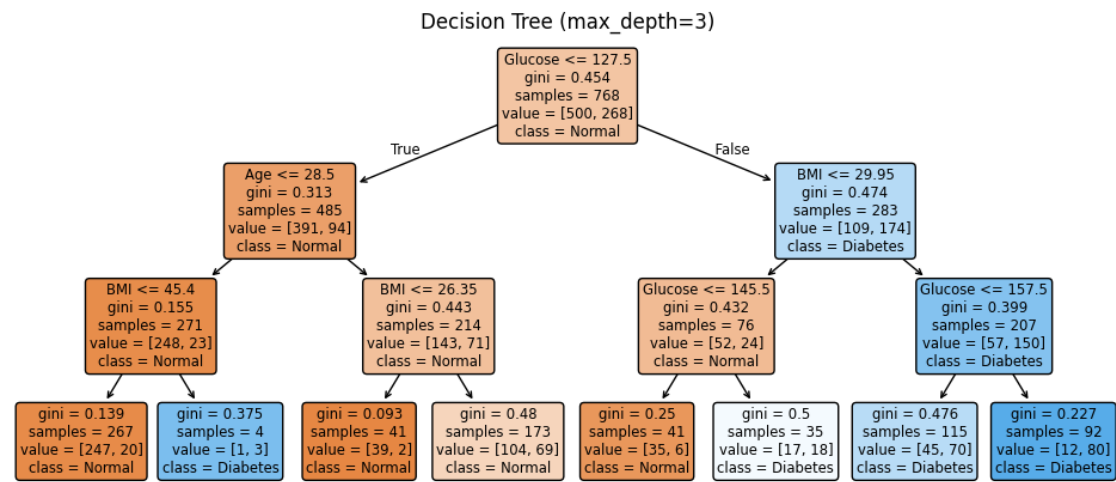 Decision Tree (max_depth=3)
Glucose <= 127.5
gini = 0.454
samples = 768
value = [500, 268]
class = Normal
True
False
Age <= 28.5
gini = 0.313
samples = 485
value = [391, 94]
class = Normal
BMI <= 29.95
gini = 0.474
samples = 283
value = [109, 174]
class = Diabetes
BMI <= 45.4
gini = 0.155
samples = 271
value = [248, 23]
class = Normal
BMI <= 26.35
gini = 0.443
samples = 214
value = [143, 71]
class = Normal
Glucose <= 145.5
gini = 0.432
samples = 76
value = [52, 24]
class = Normal
Glucose <= 157.5
gini = 0.399
samples = 207
value = [57, 150]
class = Diabetes
gini = 0.139
samples = 267
value = [247, 20]
class = Normal
gini = 0.375
samples = 4
value = [1, 3]
class = Diabetes
gini = 0.093
samples = 41
value = [39, 2]
class = Normal
gini = 0.48
samples = 173
value = [104, 69]
class = Normal
gini = 0.25
samples = 41
value = [35, 6]
class = Normal
gini = 0.5
samples = 35
value = [17, 18]
class = Diabetes
gini = 0.476
samples = 115
value = [45, 70]
class = Diabetes
gini = 0.227
samples = 92
value = [12, 80]
class = Diabetes